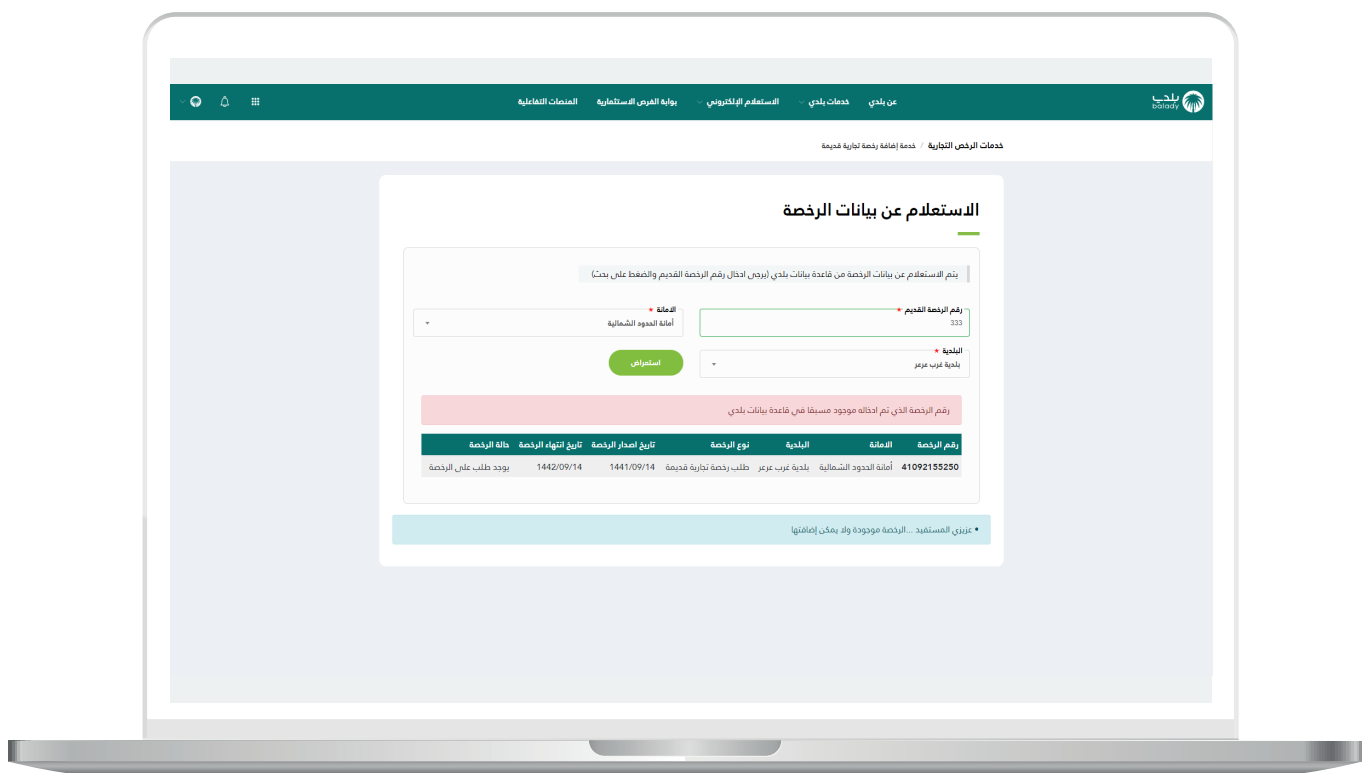 بلدي
balady
عن بلدي خدمات بلدي الاستعلام الإلكتروني بوابة الفرص الاستثمارية المنصات التفاعلية
خدمات الرخص التجارية / خدمة إضافة رخصة تجارية قديمة
الاستعلام عن بيانات الرخصة
يتم الاستعلام عن بيانات الرخصة من قاعدة بيانات بلدي (يرجى ادخال رقم الرخصة القديم والضغط على بحث)
رقم الرخصة القديم * الامانة *
333 أمانة الحدود الشمالية
البلدية *
بلدية غرب عرعر استعراض
رقم الرخصة الذي تم ادخاله موجود مسبقا في قاعدة بيانات بلدي
رقم الرخصة الامانة البلدية نوع الرخصة تاريخ اصدار الرخصة تاريخ انتهاء الرخصة حالة الرخصة
41092155250 أمانة الحدود الشمالية بلدية غرب عرعر طلب رخصة تجارية قديمة 1441/09/14 1442/09/14 يوجد طلب على الرخصة
• عزيزي المستفيد ...الرخصة موجودة ولا يمكن إضافتها